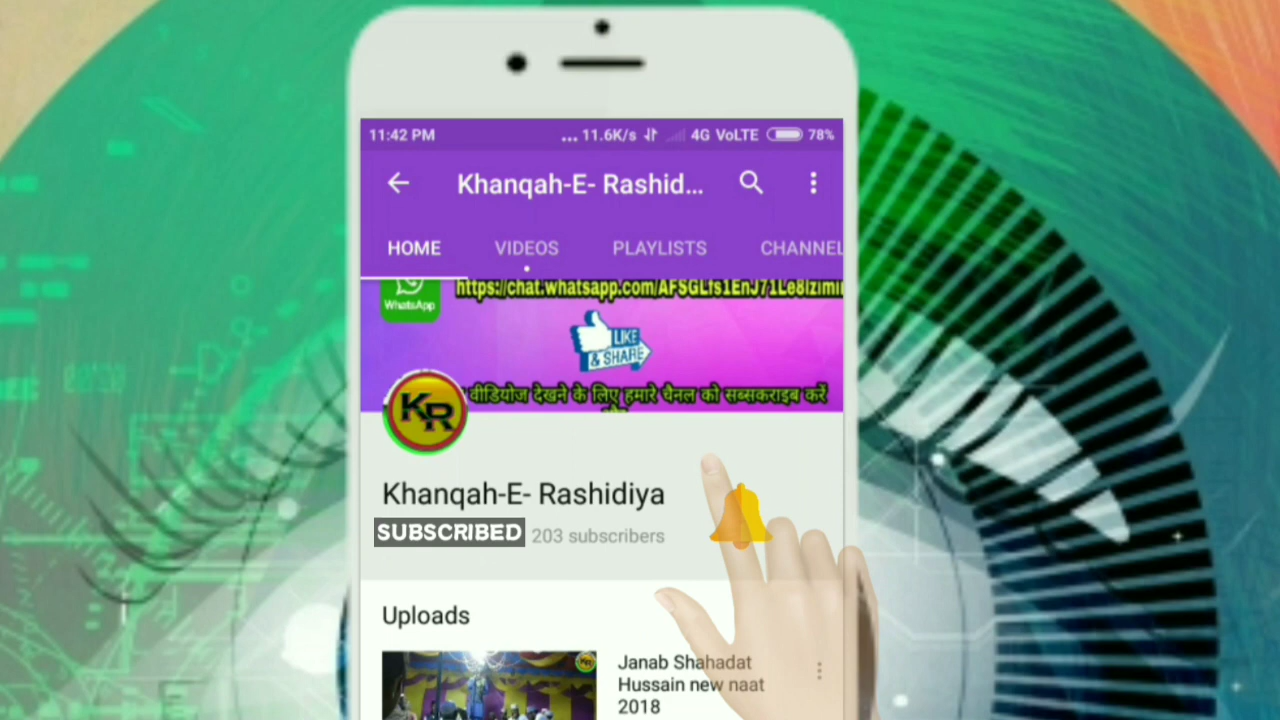 11:42 PM ... 11.6K/s 4G VoLTE 78%
Khanqah-E- Rashid...
HOME VIDEOS PLAYLISTS CHANNEL
WhatsApp
LIKE
& SHARE
वीडियोज देखने के लिए हमारे चैनल को सब्सकराइब करें
KR
Khanqah-E- Rashidiya
SUBSCRIBED 203 subscribers
Uploads
KR
Janab Shahadat
Hussain new naat
2018